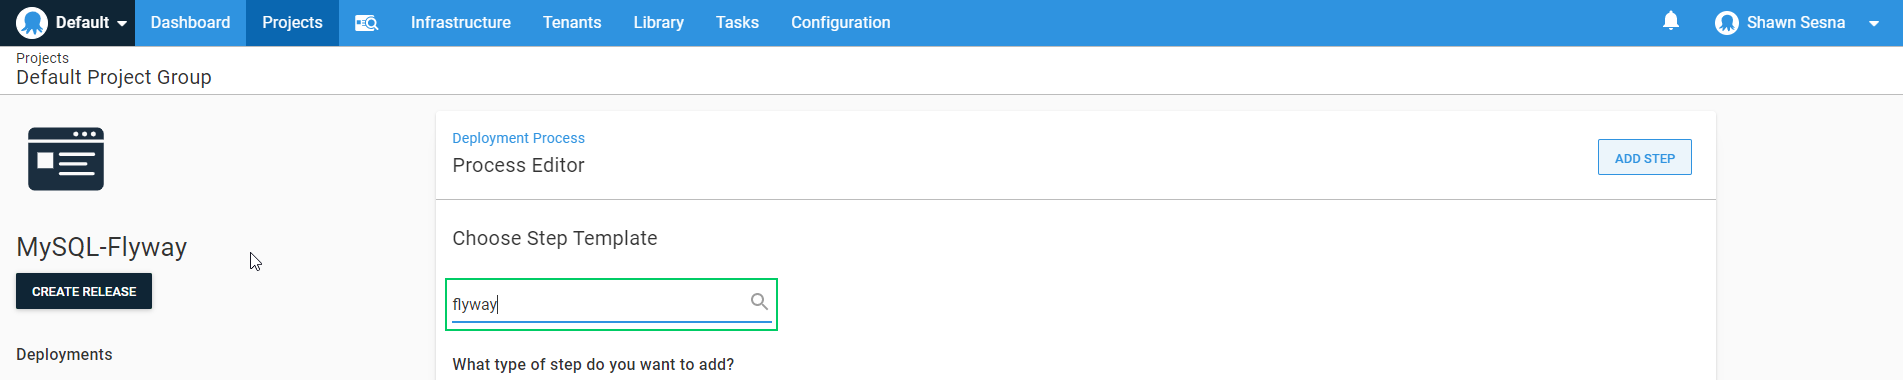 Default Dashboard Projects Infrastructure Tenants Library Tasks Configuration Shawn Sesna
Projects
Default Project Group
Deployment Process
Process Editor
ADD STEP
Choose Step Template
MySQL-Flyway
CREATE RELEASE
flyway
Deployments
What type of step do you want to add?